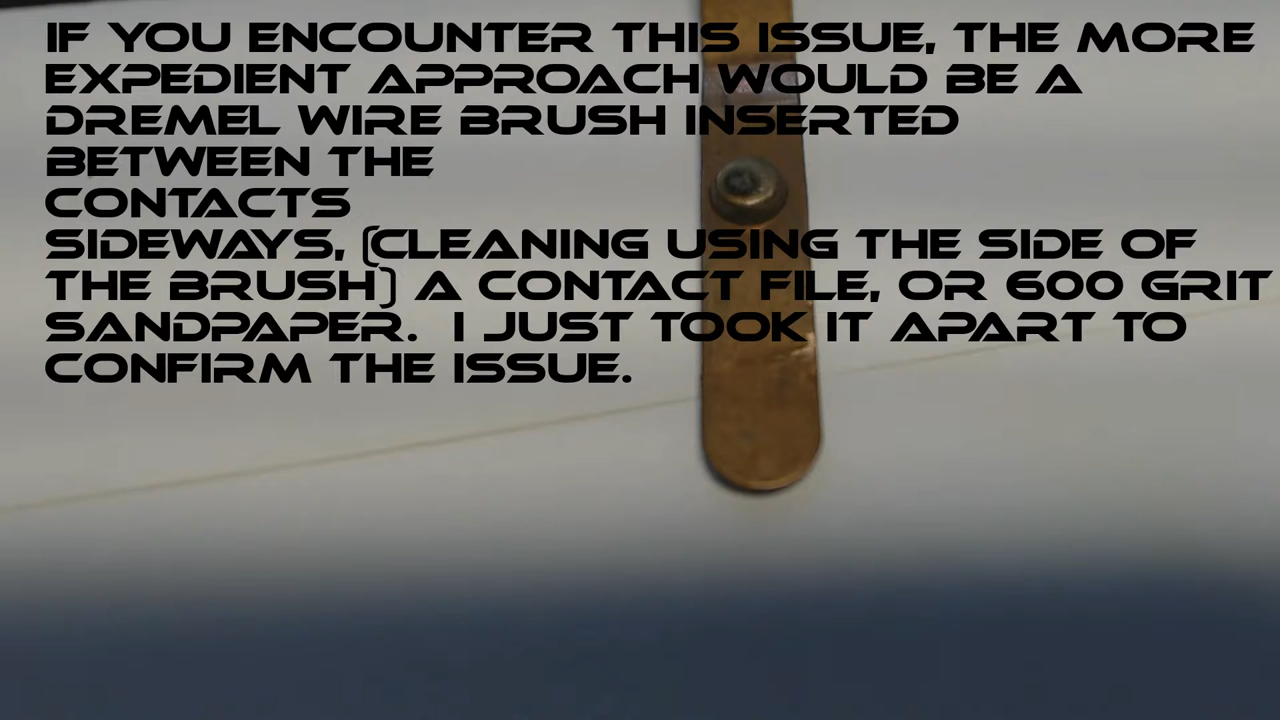 IF YOU ENCOUNTER THIS ISSUE, THE MORE
EXPEDIENT APPROACH WOULD BE A
DREMEL WIRE BRUSH INSERTED
BETWEEN THE
CONTACTS
SIDEWAYS, (CLEANING USING THE SIDE OF
THE BRUSH) A CONTACT FILE, OR 600 GRIT
SANDPAPER.  I JUST TOOK IT APART TO
CONFIRM THE ISSUE.